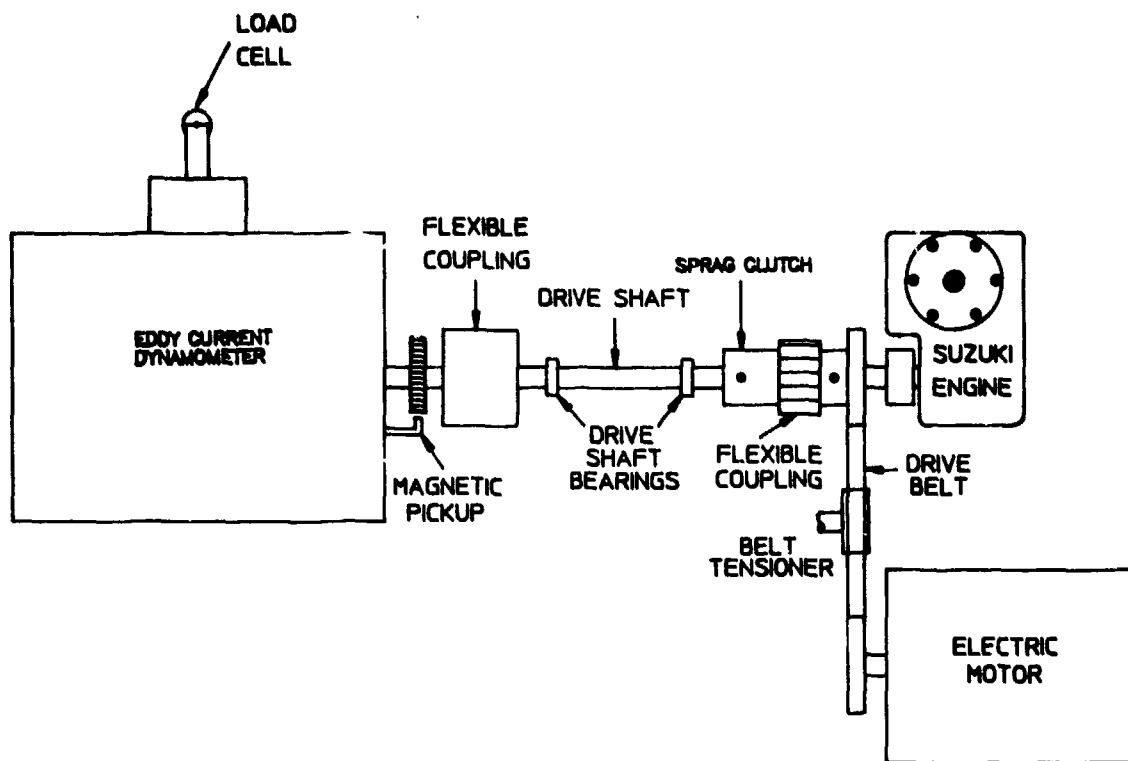 LOAD
CELL
FLEXIBLE
COUPLING
SPRAG CLUTCH
DRIVE SHAFT
EDDY CURRENT
DYNAMOMETER
SUZUKI
ENGINE
DRIVE
SHAFT
BEARINGS
FLEXIBLE
COUPLING
DRIVE
BELT
MAGNETIC
PICKUP
BELT
TENSIONER
ELECTRIC
MOTOR